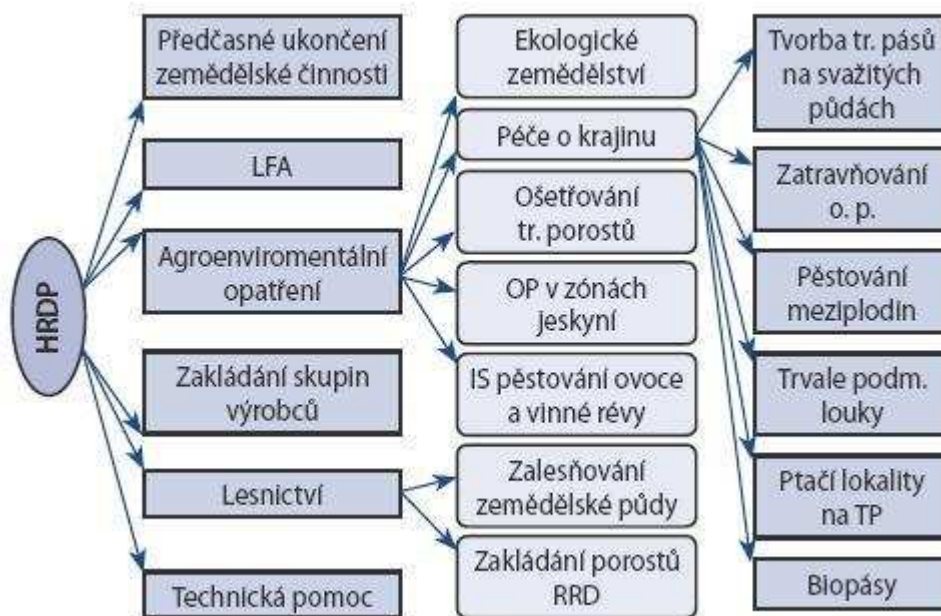 HRDP
Předčasné ukončení
zemědělské činnosti
LFA
Agroenviromentální
opatření
Zakládání skupin
výrobců
Lesnictví
Technická pomoc
Ekologické
zemědělství
Péče o krajinu
Ošetřování
tr. porostů
OP v zónách
jeskyní
IS pěstování ovoce
a vinné révy
Zalesňování
zemědělské půdy
Zakládání porostů
RRD
Tvorba tr. pásů
na svažitých
půdách
Zatravňování
o. p.
Pěstování
meziplodin
Trvale podm.
louky
Ptačí lokality
na TP
Biopásy